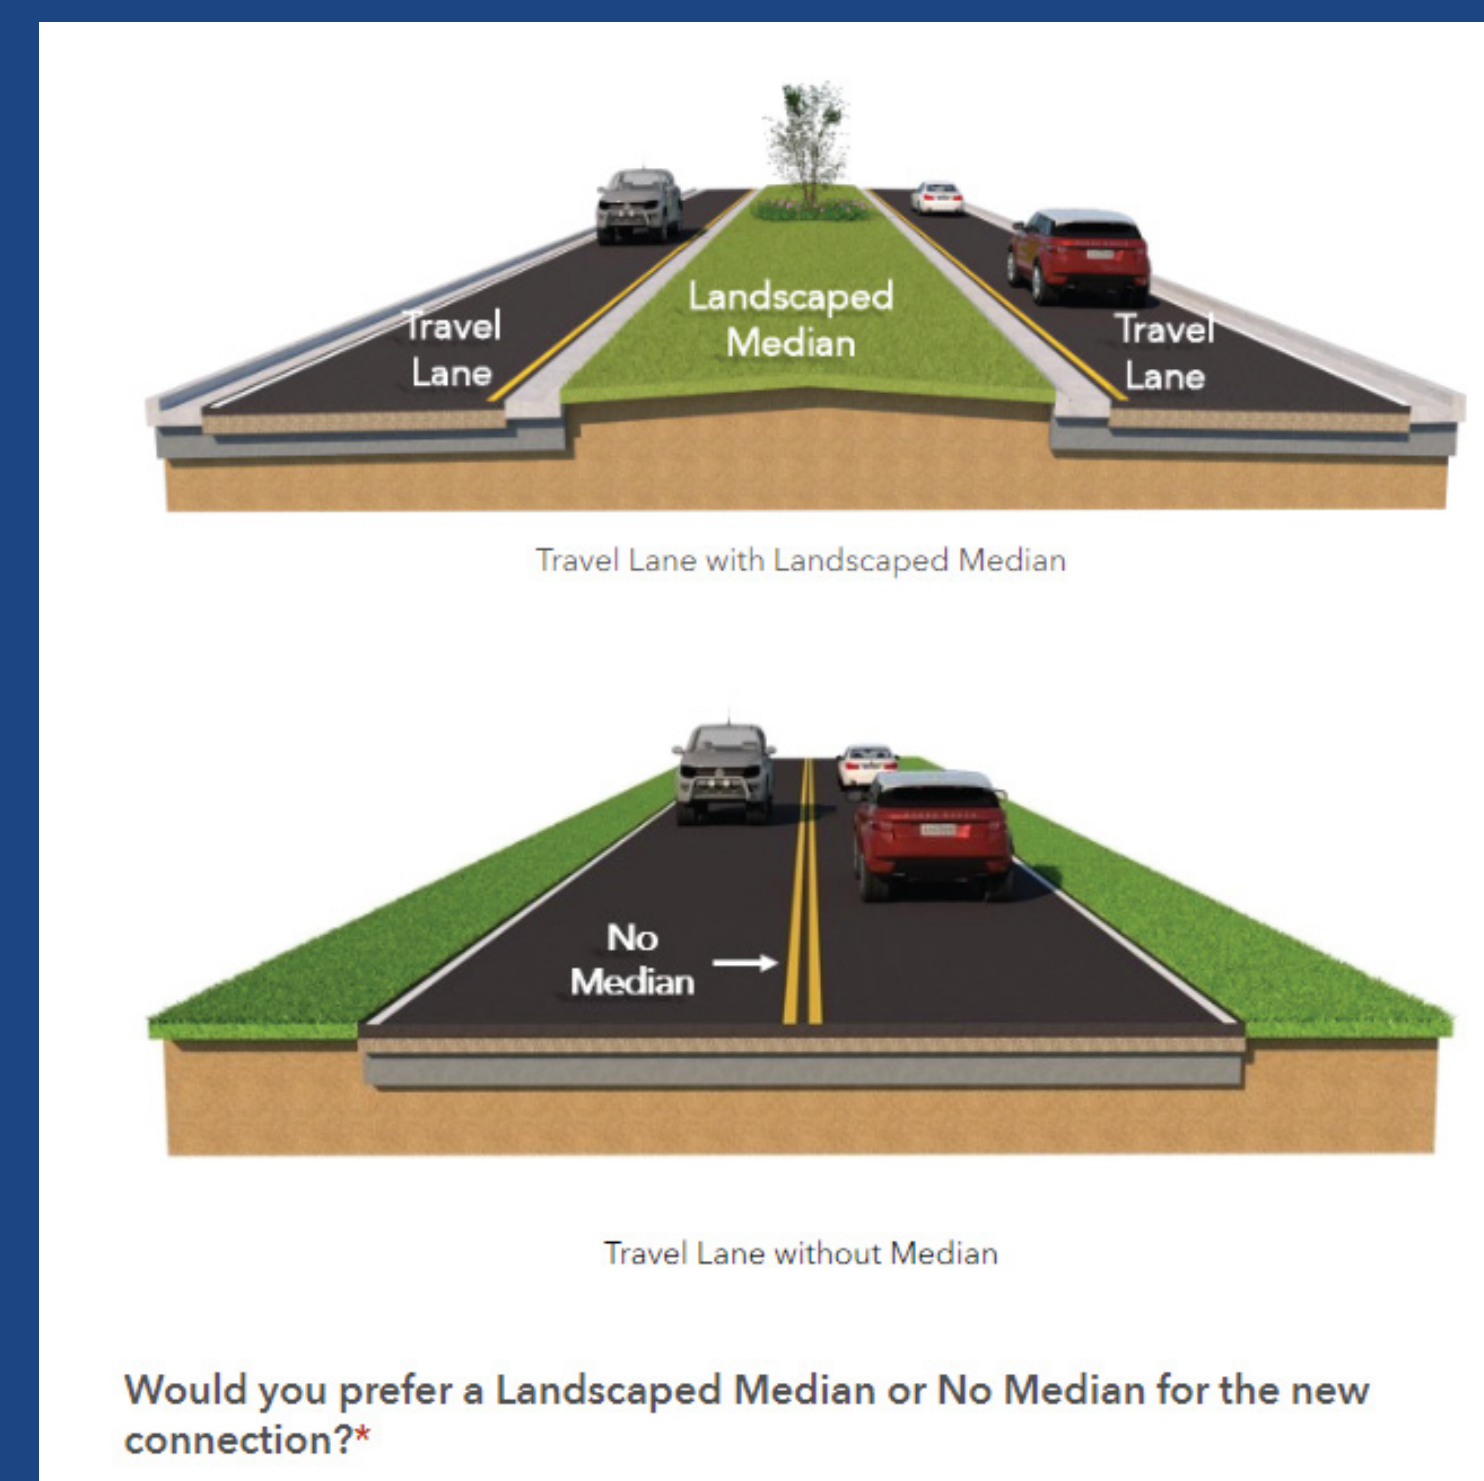 Travel
Lane
Landscaped
Median
Travel
Lane
Travel Lane with Landscaped Median
No
Median
Travel Lane without Median
Would you prefer a Landscaped Median or No Median for the new
connection?*